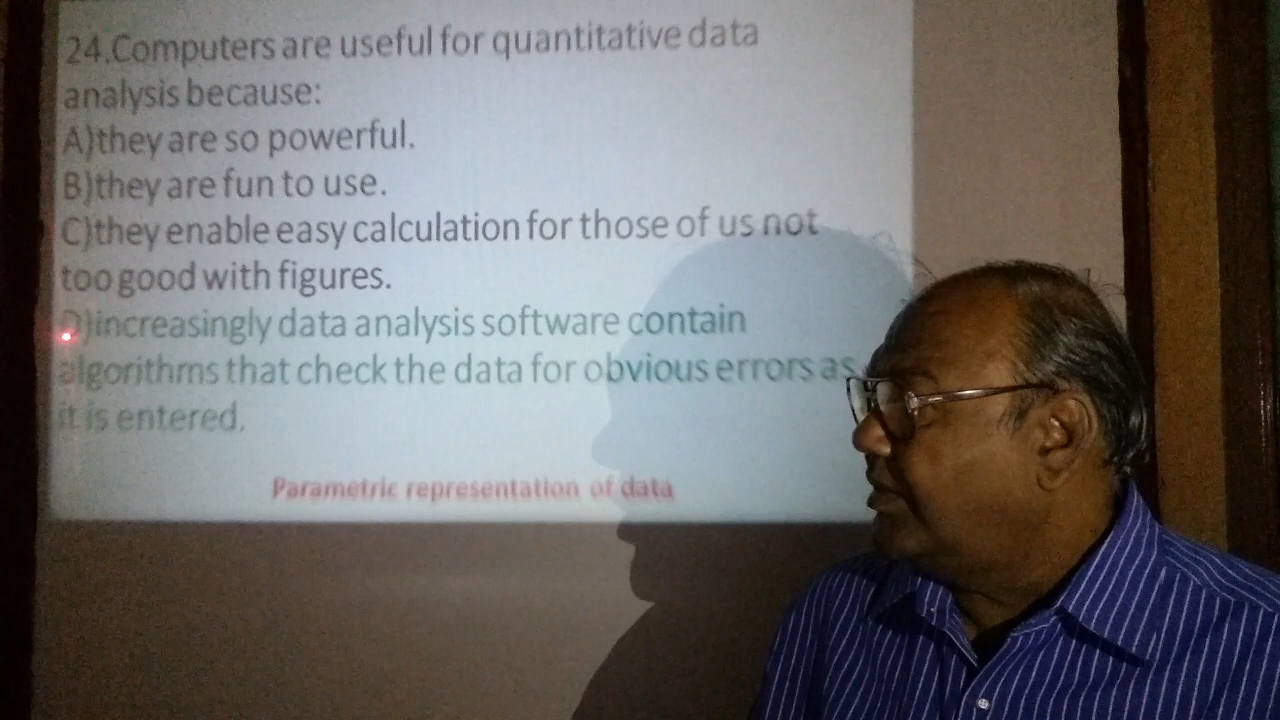 24.Computers are useful for quantitative data
analysis because:
A)they are so powerful.
B)they are fun to use.
C)they enable easy calculation for those of us not
too good with figures.
D)increasingly data analysis software contain
algorithms that check the data for obvious errors as
it is entered.
Parametric representation of data